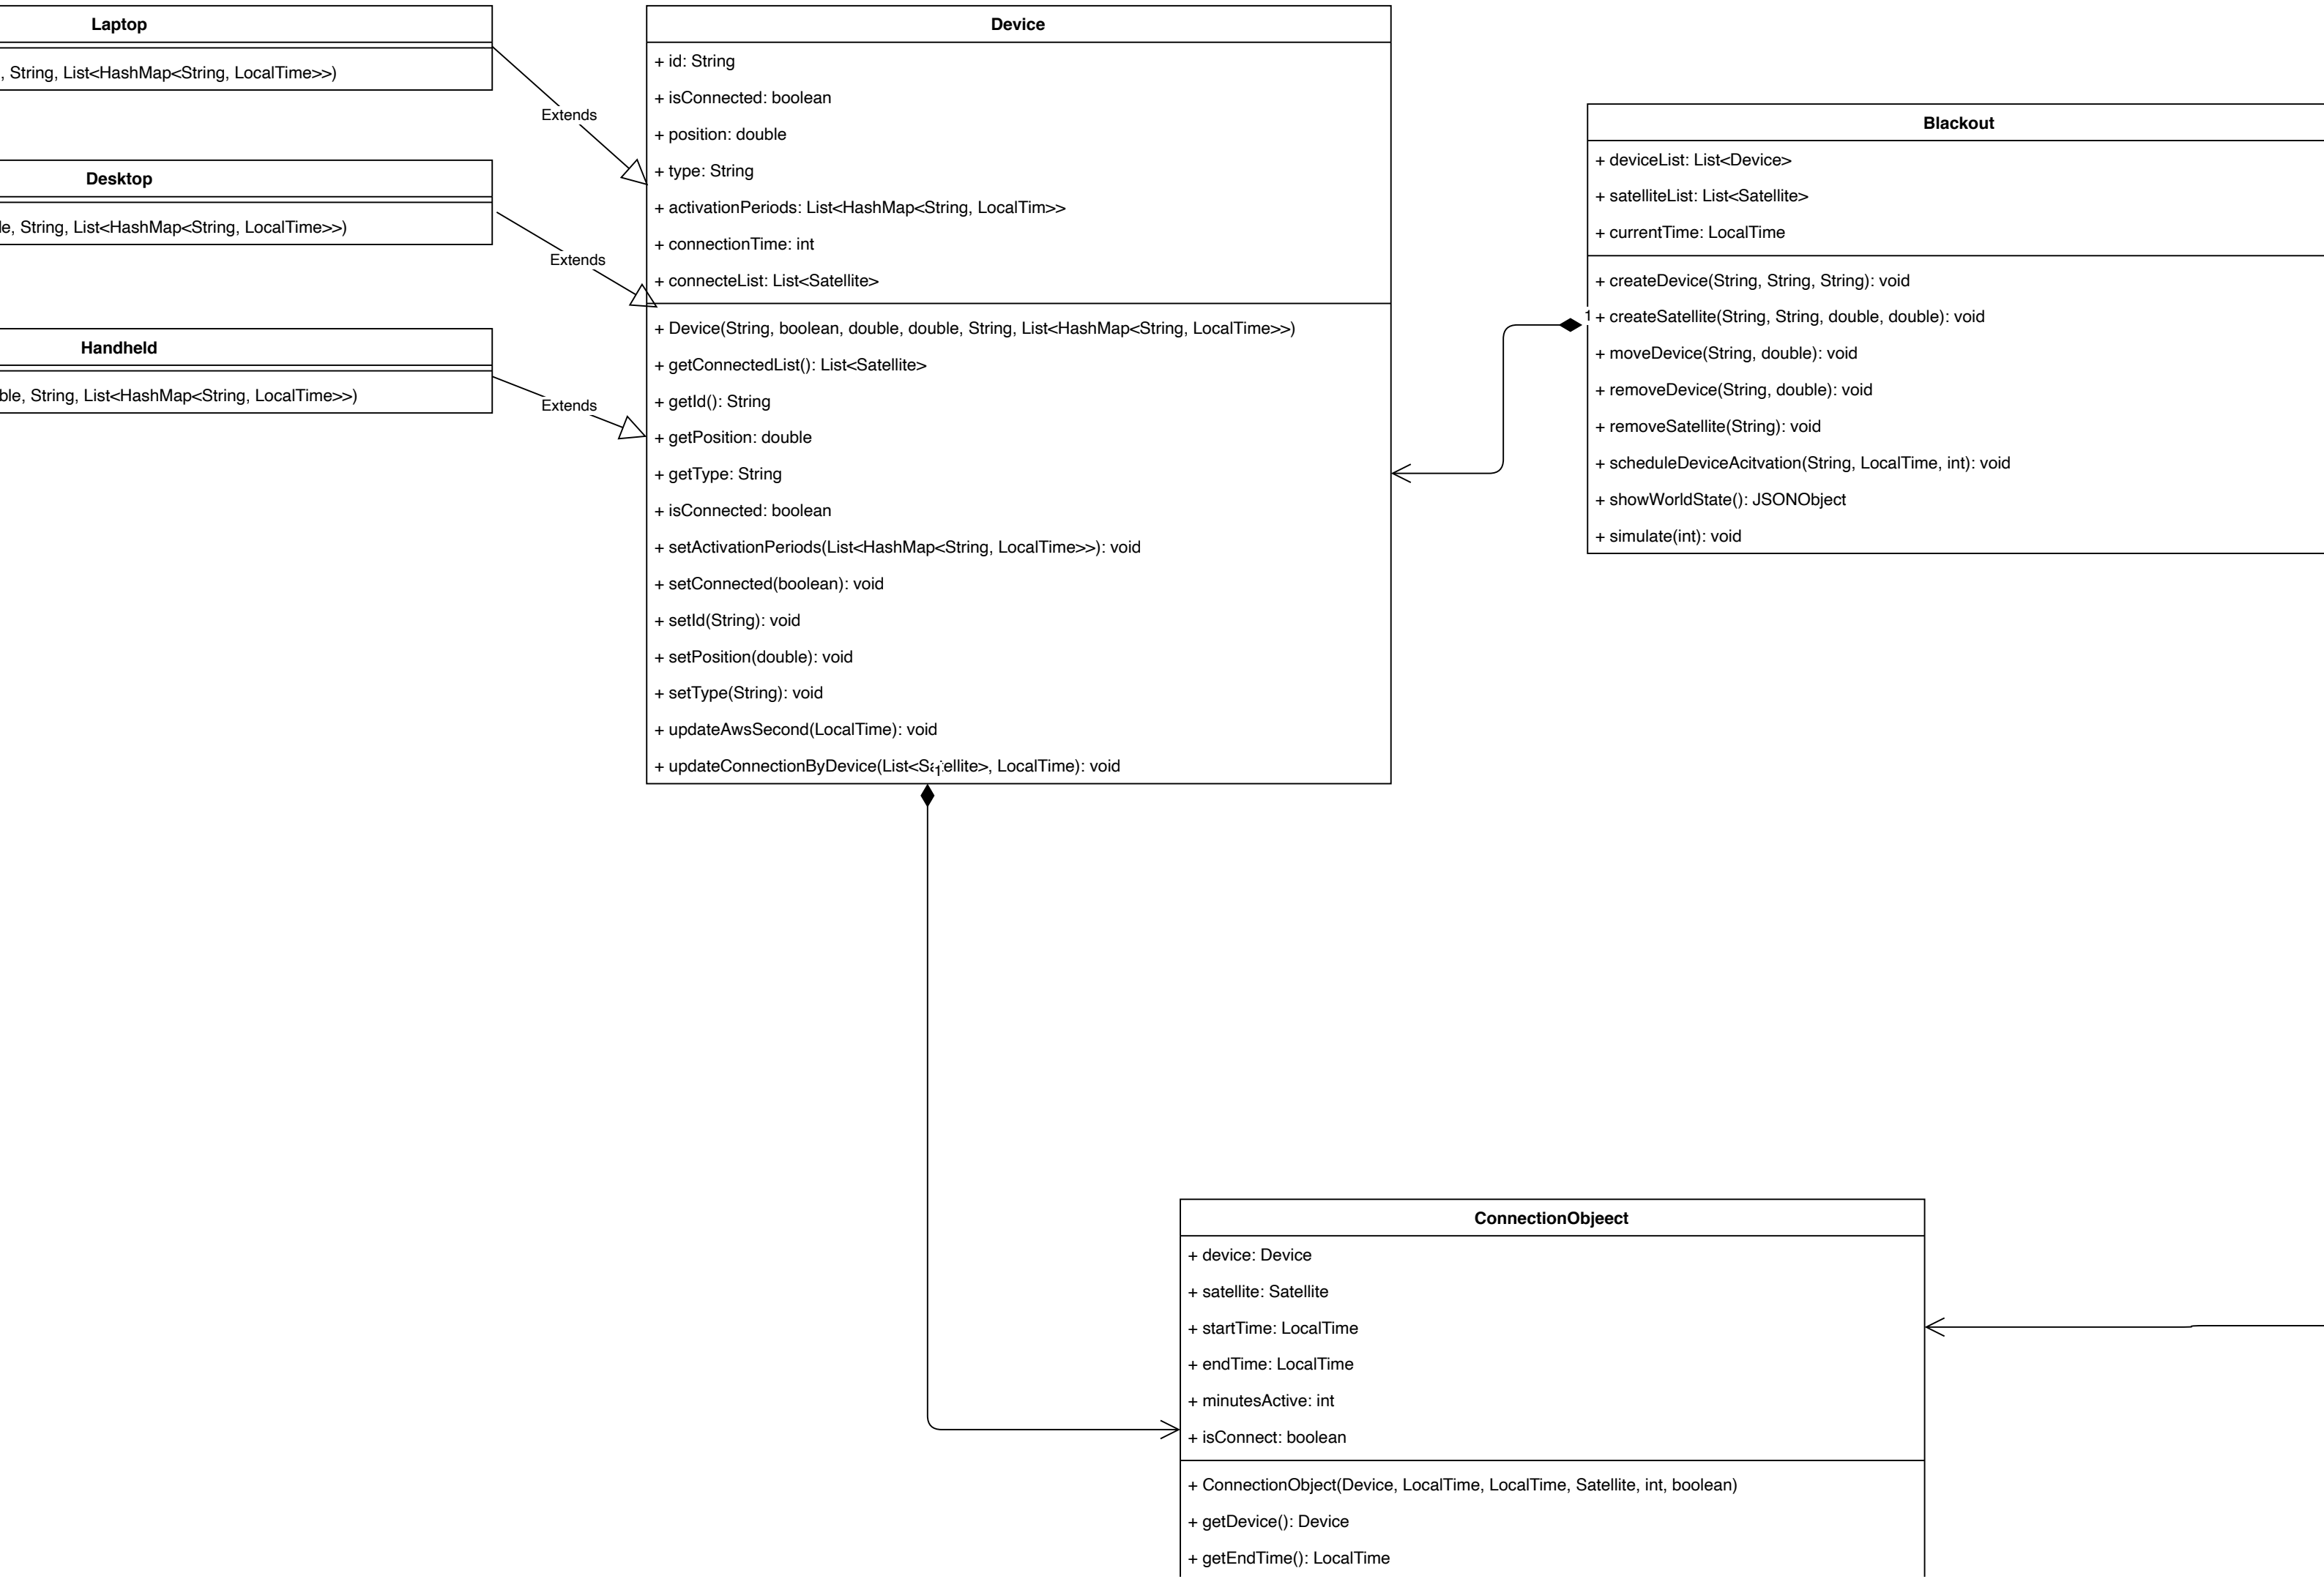 Laptop
, String, List<HashMap<String, LocalTime>>)
Extends
Desktop
le, String, List<HashMap<String, LocalTime>>)
Extends
Handheld
ble, String, List<HashMap<String, LocalTime>>)
Extends
Device
+ id: String
+ isConnected: boolean
+ position: double
+ type: String
+ activationPeriods: List<HashMap<String, LocalTim>>
+ connectionTime: int
+ connecteList: List<Satellite>
+ Device(String, boolean, double, double, String, List<HashMap<String, LocalTime>>)
+ getConnectedList(): List<Satellite>
+ getId(): String
+ getPosition: double
+ getType: String
+ isConnected: boolean
+ setActivationPeriods(List<HashMap<String, LocalTime>>): void
+ setConnected(boolean): void
+ setId(String): void
+ setPosition(double): void
+ setType(String): void
+ updateAwsSecond(LocalTime): void
+ updateConnectionByDevice(List<Satellite>, LocalTime): void
1
Blackout
+ deviceList: List<Device>
+ satelliteList: List<Satellite>
+ currentTime: LocalTime
+ createDevice(String, String, String): void
1
+ createSatellite(String, String, double, double): void
+ moveDevice(String, double): void
+ removeDevice(String, double): void
+ removeSatellite(String): void
+ scheduleDeviceAcitvation(String, LocalTime, int): void
+ showWorldState(): JSONObject
+ simulate(int): void
ConnectionObjeect
+ device: Device
+ satellite: Satellite
+ startTime: LocalTime
+ endTime: LocalTime
+ minutesActive: int
+ isConnect: boolean
+ ConnectionObject(Device, LocalTime, LocalTime, Satellite, int, boolean)
+ getDevice(): Device
+ getEndTime(): LocalTime